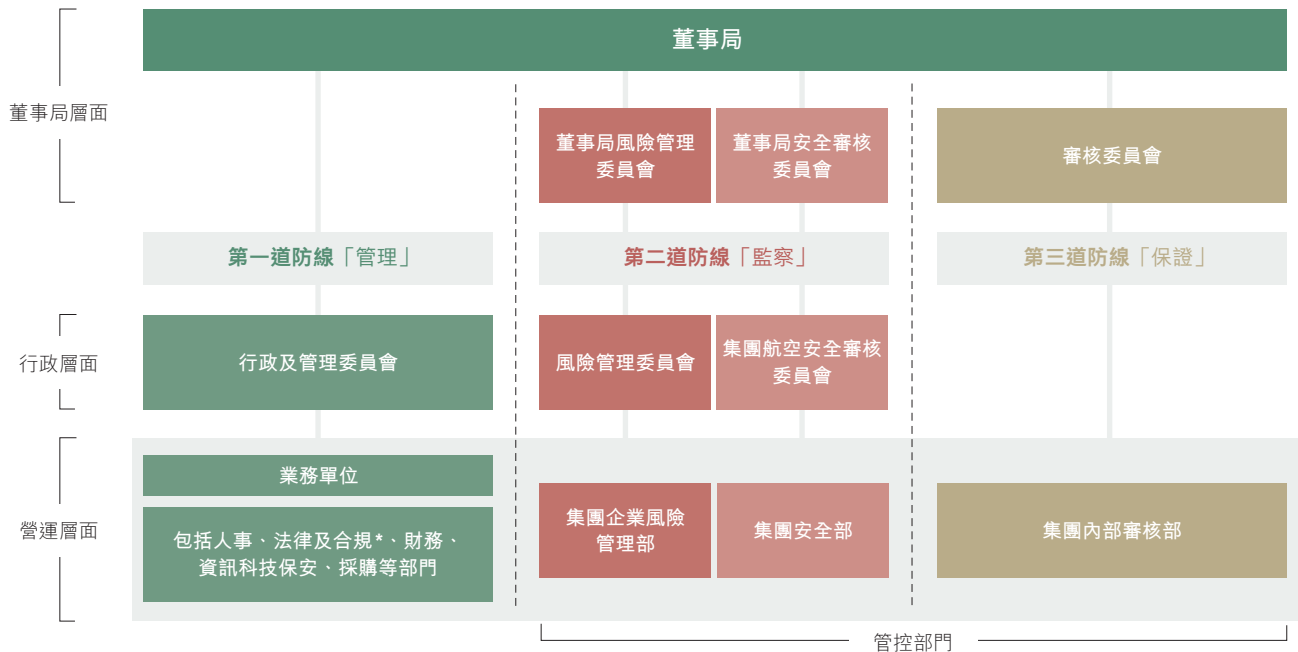 董事局
董事局層面
董事局風險管理
委員會
董事局安全審核
委員會
審核委員會
第一道防線「管理」
第二道防線「監察」
第三道防線「保證」
行政層面
行政及管理委員會
風險管理委員會
集團航空安全審核
委員會
營運層面
業務單位
包括人事、法律及合規*、財務、
資訊科技保安、採購等部門
集團企業風險
管理部
集團安全部
集團內部審核部
管控部門